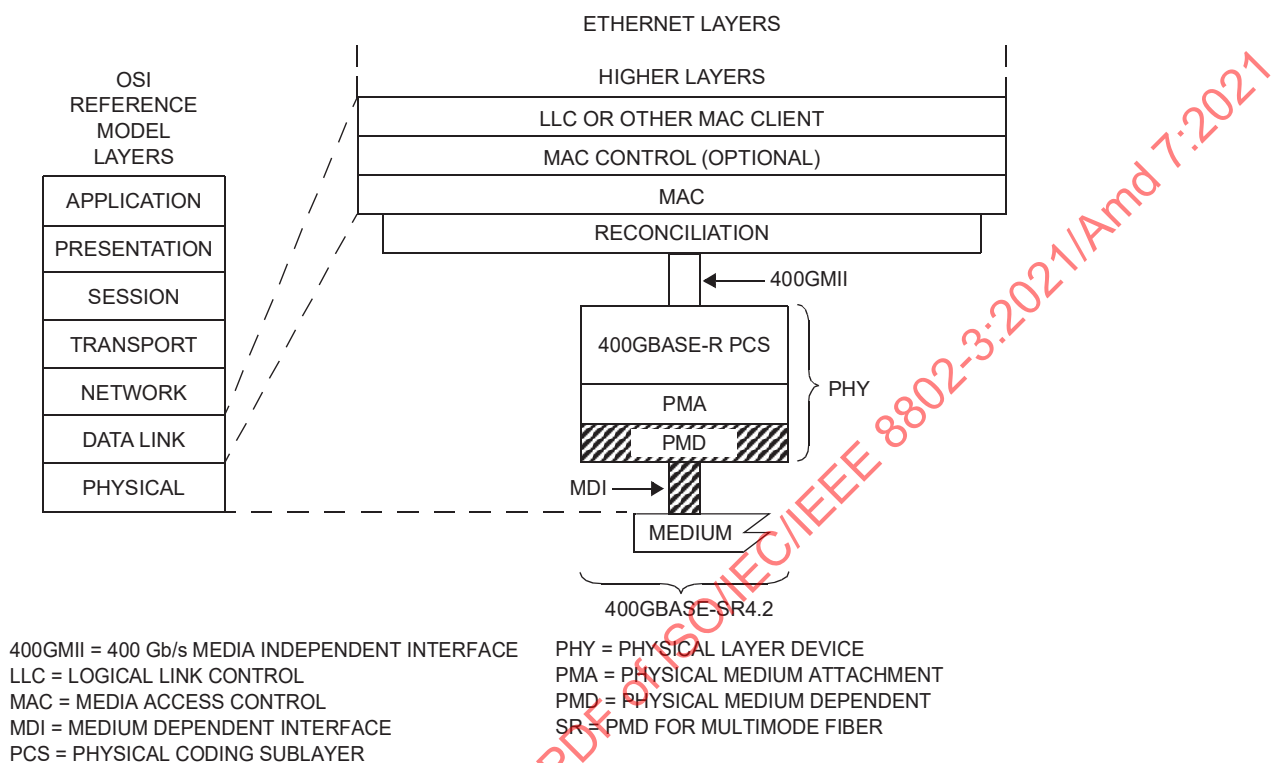 ETHERNET LAYERS
OSI
REFERENCE
MODEL
LAYERS
APPLICATION
PRESENTATION
SESSION
TRANSPORT
NETWORK
DATA LINK
PHYSICAL
HIGHER LAYERS
LLC OR OTHER MAC CLIENT
MAC CONTROL (OPTIONAL)
MAC
RECONCILIATION
400GMII
400GBASE-R PCS
PMA
PMD
PHY
MDI
MEDIUM
400GBASE-SR4.2
400GMII = 400 Gb/s MEDIA INDEPENDENT INTERFACE
LLC = LOGICAL LINK CONTROL
MAC = MEDIA ACCESS CONTROL
MDI = MEDIUM DEPENDENT INTERFACE
PCS = PHYSICAL CODING SUBLAYER
PHY = PHYSICAL LAYER DEVICE
PMA = PHYSICAL MEDIUM ATTACHMENT
PMD = PHYSICAL MEDIUM DEPENDENT
SR = PMD FOR MULTIMODE FIBER
PDF of ISO/IEC/IEEE 8802-3:2021/Amd 7:2021